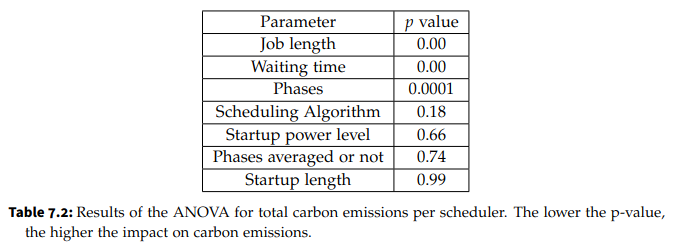 Parameter p value
Job length 0.00
Waiting time 0.00
Phases 0.0001
Scheduling Algorithm 0.18
Startup power level 0.66
Phases averaged or not 0.74
Startup length 0.99
Table 7.2: Results of the ANOVA for total carbon emissions per scheduler. The lower the p-value,
the higher the impact on carbon emissions.